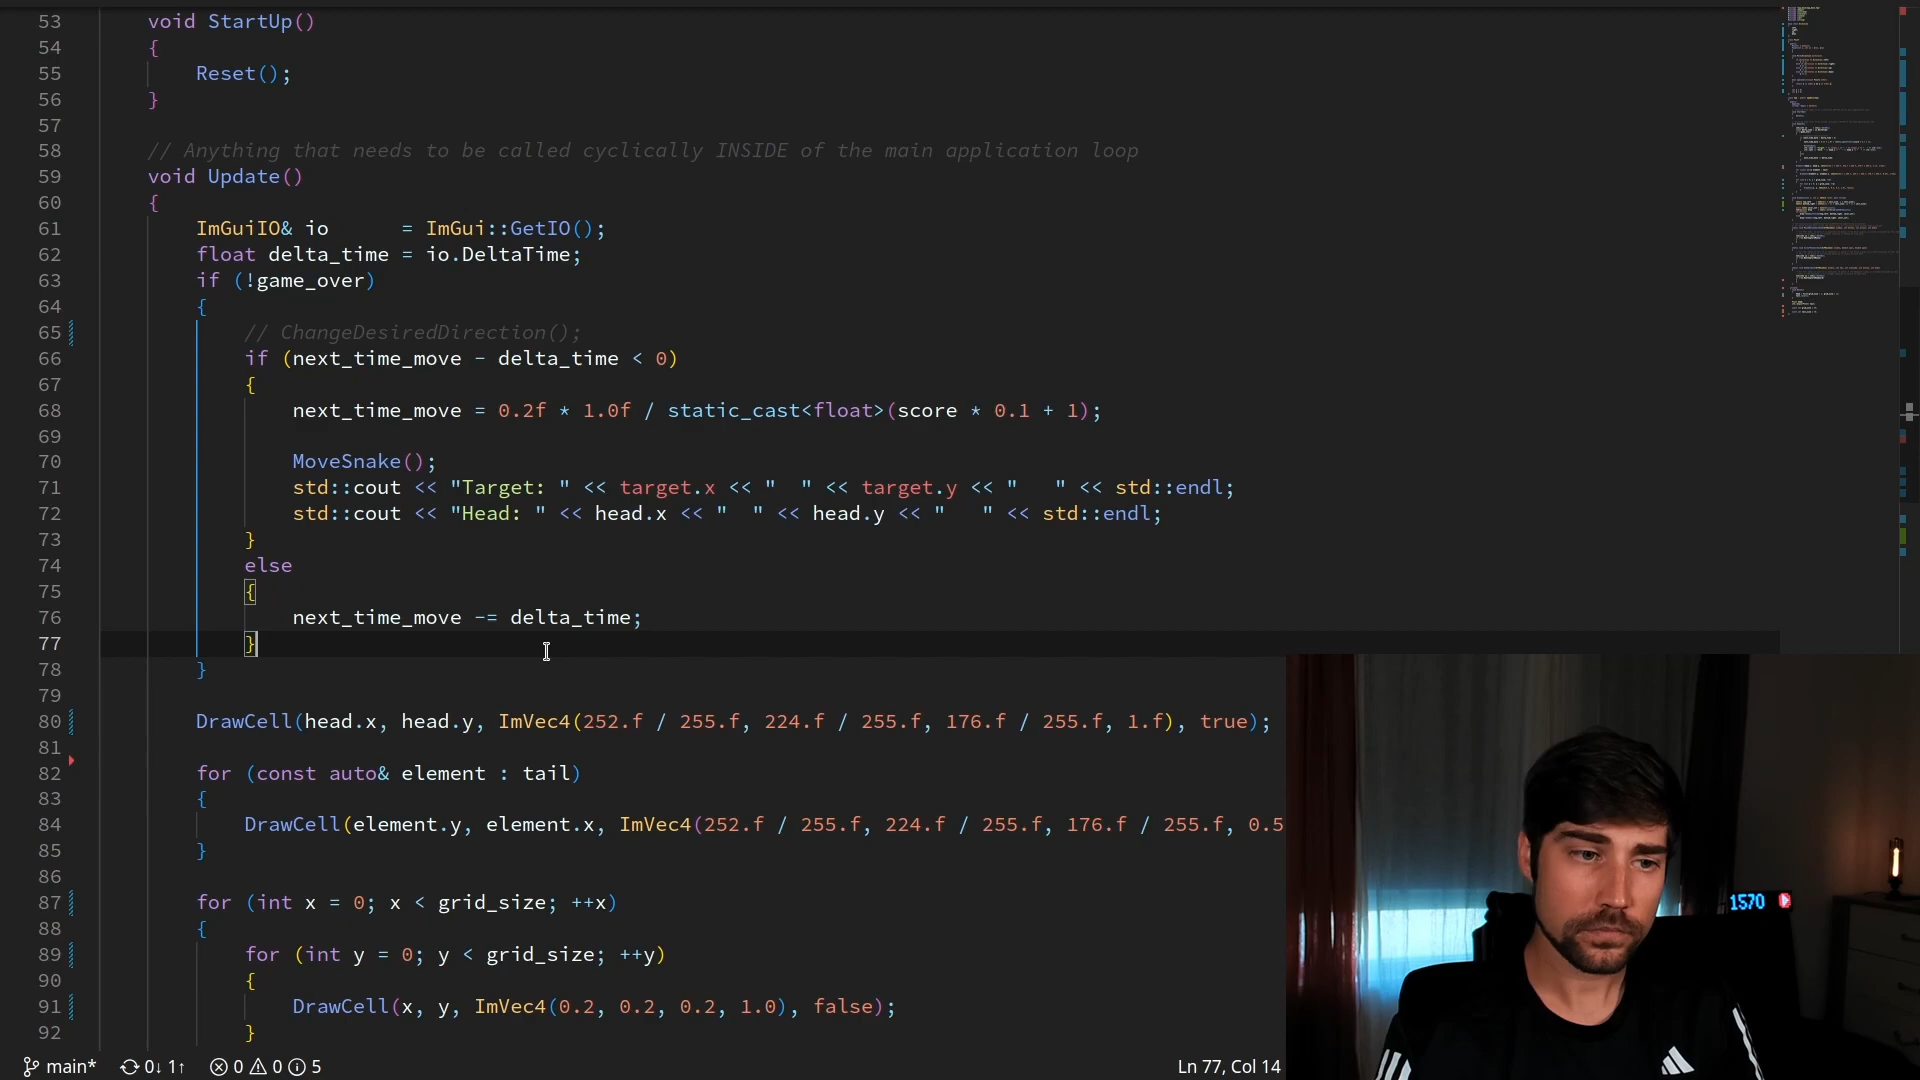 53 void StartUp()
54 {
55 Reset();
56 }
57
58 // Anything that needs to be called cyclically INSIDE of the main application loop
59 void Update()
60 {
61 ImGuiIO& io = ImGui::GetIO();
62 float delta_time = io.DeltaTime;
63 if (!game_over)
64 {
65 // ChangeDesiredDirection();
66 if (next_time_move - delta_time < 0)
67 {
68 next_time_move = 0.2f * 1.0f / static_cast<float>(score * 0.1 + 1);
69
70 MoveSnake();
71 std::cout << "Target: " << target.x << "  " << target.y << "   " << std::endl;
72 std::cout << "Head: " << head.x << "  " << head.y << "   " << std::endl;
73 }
74 else
75 {
76 next_time_move -= delta_time;
77 }
78 }
79
80 DrawCell(head.x, head.y, ImVec4(252.f / 255.f, 224.f / 255.f, 176.f / 255.f, 1.f), true);
81
82 for (const auto& element : tail)
83 {
84 DrawCell(element.y, element.x, ImVec4(252.f / 255.f, 224.f / 255.f, 176.f / 255.f, 0.5
85 }
86
87 for (int x = 0; x < grid_size; ++x)
88 {
89 for (int y = 0; y < grid_size; ++y)
90 {
91 DrawCell(x, y, ImVec4(0.2, 0.2, 0.2, 1.0), false);
92 }
1570
main* 0↓ 1↑ 0 0 5 Ln 77, Col 14